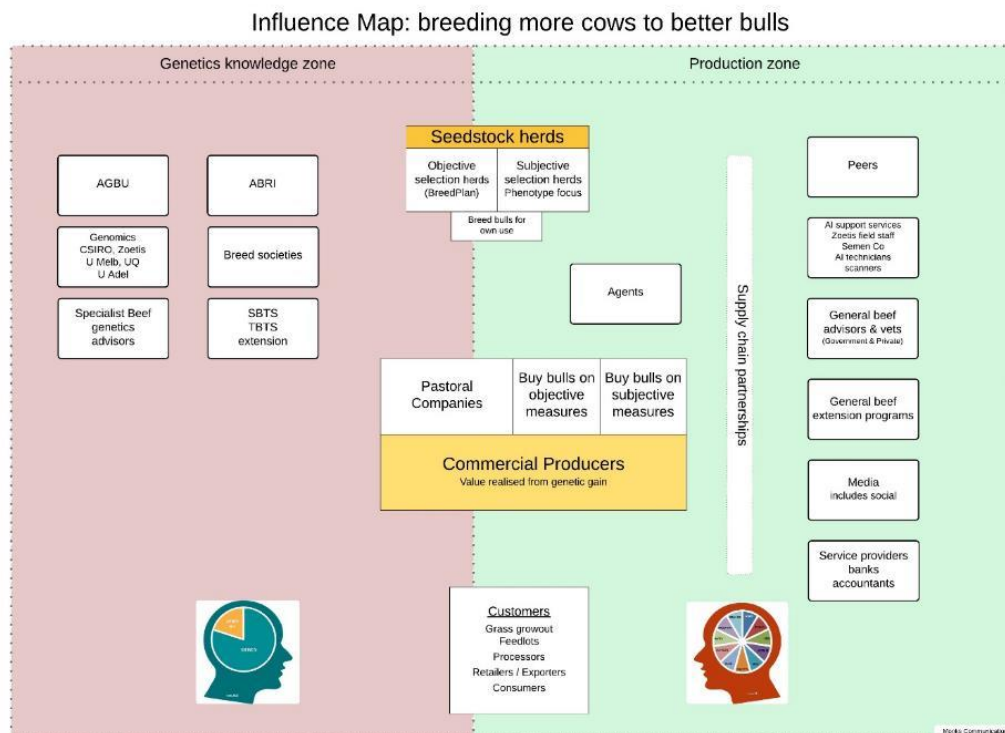 Influence Map: breeding more cows to better bulls
Genetics knowledge zone
Production zone
AGBU
ABRI
Genomics
CSIRO, Zoetis
U Melb, UQ
U Adel
Breed societies
Specialist Beef
genetics
advisors
SBTS
TBTS
extension
Seedstock herds
Objective
selection herds
(BreedPlan)
Subjective
selection herds
Phenotype focus
Breed bulls for
own use
Agents
Pastoral
Companies
Buy bulls on
objective
measures
Buy bulls on
subjective
measures
Commercial Producers
Value realised from genetic gain
Supply chain partnerships
Peers
AI support services
Zoetis field staff
Semen Co
AI technicians
scanners
General beef
advisors & vets
(Government & Private)
General beef
extension programs
Media
includes social
Service providers
banks
accountants
Customers
Grass growout
Feedlots
Processors
Retailers / Exporters
Consumers